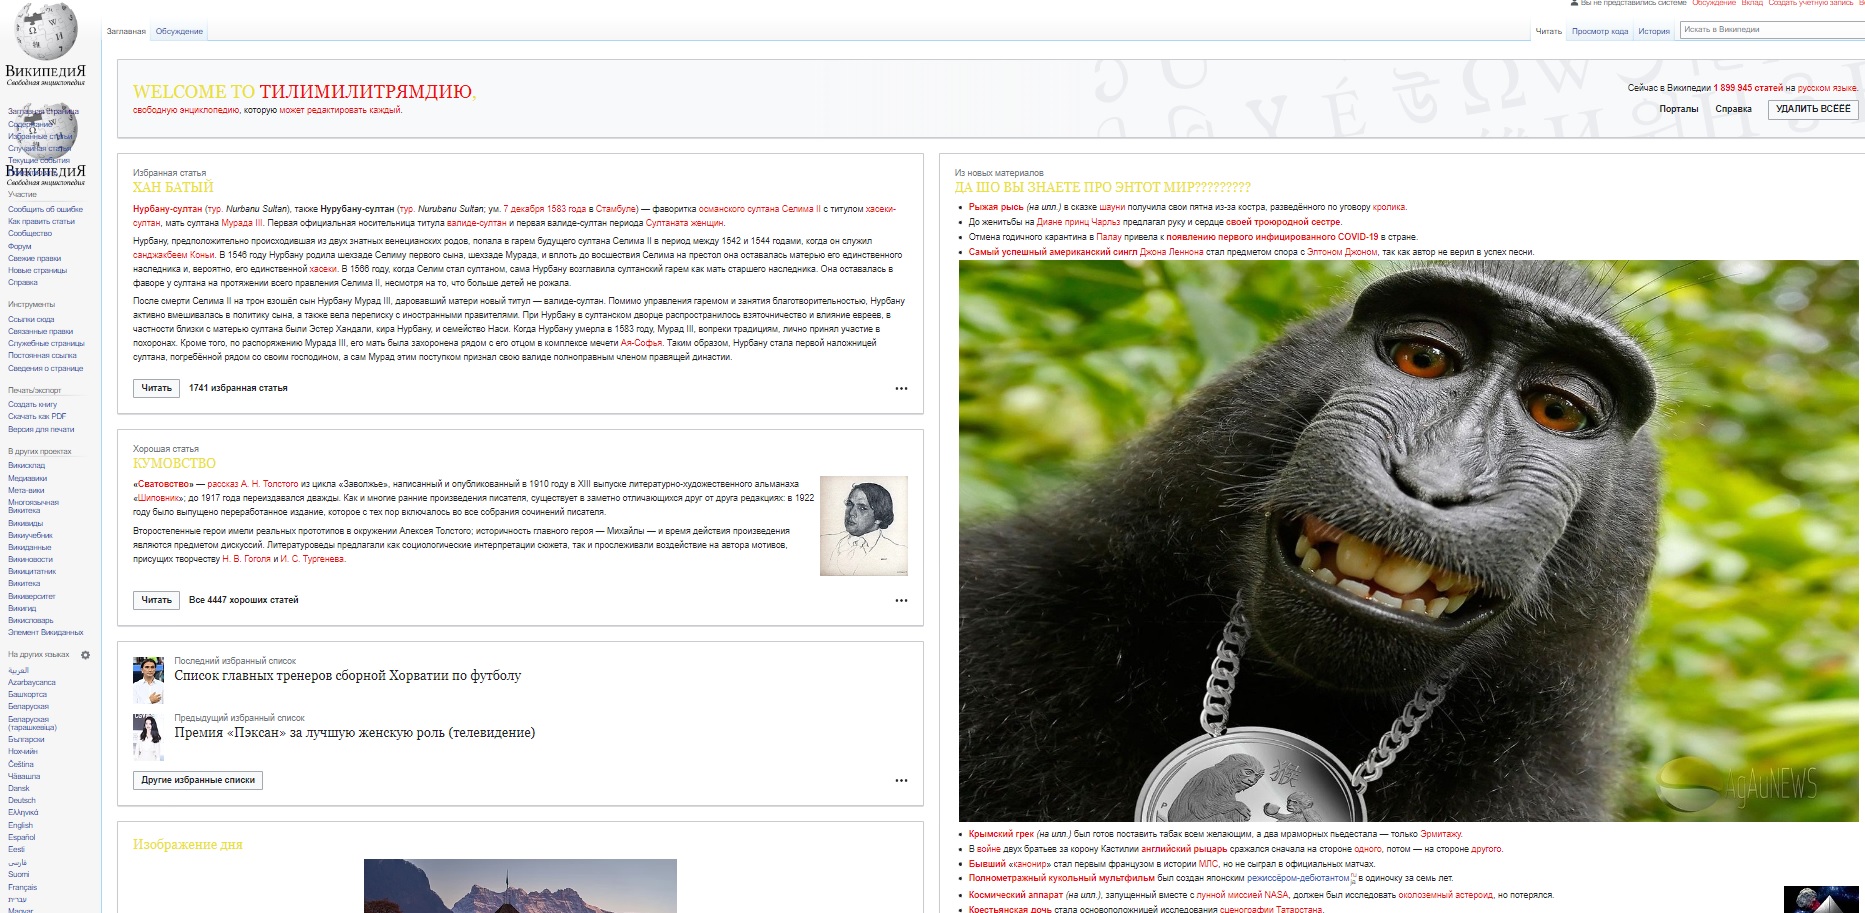 Вы не представились системе Обсуждение Вклад Создать учётную запись
ВИКИПЕДИЯ
Свободная энциклопедия
Заглавная Обсуждение
Читать Просмотр кода История Искать в Википедии
WELCOME TO ТИЛИМИЛИТРЯМДИЮ,
свободную энциклопедию, которую может редактировать каждый.
Сейчас в Википедии 1 899 945 статей на русском языке.
Порталы Справка УДАЛИТЬ ВСЁЁЁ
Заглавная страница
Содержание
Избранные статьи
Случайная статья
Текущие события
ВИКИПЕДИЯ
Свободная энциклопедия
Участие
Сообщить об ошибке
Как править статьи
Сообщество
Форум
Свежие правки
Новые страницы
Справка
Инструменты
Ссылки сюда
Связанные правки
Служебные страницы
Постоянная ссылка
Сведения о странице
Печать/экспорт
Создать книгу
Скачать как PDF
Версия для печати
В других проектах
Викисклад
Медиавики
Мета-вики
Многоязычная
Викитека
Викивиды
Викиучебник
Викиданные
Викиновости
Викицитатник
Викитека
Викиверситет
Викигид
Викисловарь
Элемент Викиданных
На других языках
العربية
Azərbaycanca
Башҡортса
Беларуская
Беларуская
(тарашкевіца)
Български
Нохчийн
Čeština
Чӑвашла
Dansk
Deutsch
Ελληνικά
English
Español
Eesti
فارسی
Suomi
Français
עברית
Magyar
Избранная статья
ХАН БАТЫЙ
Нурбану-султан (тур. Nurbanu Sultan), также Нурубану-султан (тур. Nurubanu Sultan; ум. 7 декабря 1583 года в Стамбуле) — фаворитка османского султана Селима II с титулом хасеки-
султан, мать султана Мурада III. Первая официальная носительница титула валиде-султан и первая валиде-султан периода Султаната женщин.
Нурбану, предположительно происходившая из двух знатных венецианских родов, попала в гарем будущего султана Селима II в период между 1542 и 1544 годами, когда он служил
санджакбеем Коньи. В 1546 году Нурбану родила шехзаде Селиму первого сына, шехзаде Мурада, и вплоть до восшествия Селима на престол она оставалась матерью его единственного
наследника и, вероятно, его единственной хасеки. В 1566 году, когда Селим стал султаном, сама Нурбану возглавила султанский гарем как мать старшего наследника. Она оставалась в
фаворе у султана на протяжении всего правления Селима II, несмотря на то, что больше детей не рожала.
После смерти Селима II на трон взошёл сын Нурбану Мурад III, даровавший матери новый титул — валиде-султан. Помимо управления гаремом и занятия благотворительностью, Нурбану
активно вмешивалась в политику сына, а также вела переписку с иностранными правителями. При Нурбану в султанском дворце распространилось взяточничество и влияние евреев, в
частности близки с матерью султана были Эстер Хандали, кира Нурбану, и семейство Наси. Когда Нурбану умерла в 1583 году, Мурад III, вопреки традициям, лично принял участие в
похоронах. Кроме того, по распоряжению Мурада III, его мать была захоронена рядом с его отцом в комплексе мечети Ая-Софья. Таким образом, Нурбану стала первой наложницей
султана, погребённой рядом со своим господином, а сам Мурад этим поступком признал свою валиде полноправным членом правящей династии.
Читать 1741 избранная статья
Хорошая статья
КУМОВСТВО
«Сватовство» — рассказ А. Н. Толстого из цикла «Заволжье», написанный и опубликованный в 1910 году в XIII выпуске литературно-художественного альманаха
«Шиповник»; до 1917 года переиздавался дважды. Как и многие ранние произведения писателя, существует в заметно отличающихся друг от друга редакциях: в 1922
году было выпущено переработанное издание, которое с тех пор включалось во все собрания сочинений писателя.
Второстепенные герои имели реальных прототипов в окружении Алексея Толстого; историчность главного героя — Михайлы — и время действия произведения
являются предметом дискуссий. Литературоведы предлагали как социологические интерпретации сюжета, так и прослеживали воздействие на автора мотивов,
присущих творчеству Н. В. Гоголя и И. С. Тургенева.
Читать Все 4447 хороших статей
Последний избранный список
Список главных тренеров сборной Хорватии по футболу
Предыдущий избранный список
Премия «Пэксан» за лучшую женскую роль (телевидение)
Другие избранные списки
Изображение дня
Из новых материалов
ДА ШО ВЫ ЗНАЕТЕ ПРО ЭНТОТ МИР?????????
Рыжая рысь (на илл.) в сказке шауни получила свои пятна из-за костра, разведённого по уговору кролика.
До женитьбы на Диане принц Чарльз предлагал руку и сердце своей троюродной сестре.
Отмена годичного карантина в Палау привела к появлению первого инфицированного COVID-19 в стране.
Самый успешный американский сингл Джона Леннона стал предметом спора с Элтоном Джоном, так как автор не верил в успех песни.
猴
P
AgAuNEWS
Крымский грек (на илл.) был готов поставить табак всем желающим, а два мраморных пьедестала — только Эрмитажу.
В войне двух братьев за корону Кастилии английский рыцарь сражался сначала на стороне одного, потом — на стороне другого.
Бывший «канонир» стал первым французом в истории МЛС, но не сыграл в официальных матчах.
Полнометражный кукольный мультфильм был создан японским режиссёром-дебютантом в одиночку за семь лет.
Космический аппарат (на илл.), запущенный вместе с лунной миссией NASA, должен был исследовать околоземный астероид, но потерялся.
Крестьянская дочь стала основоположницей исследования сценографии Татарстана.